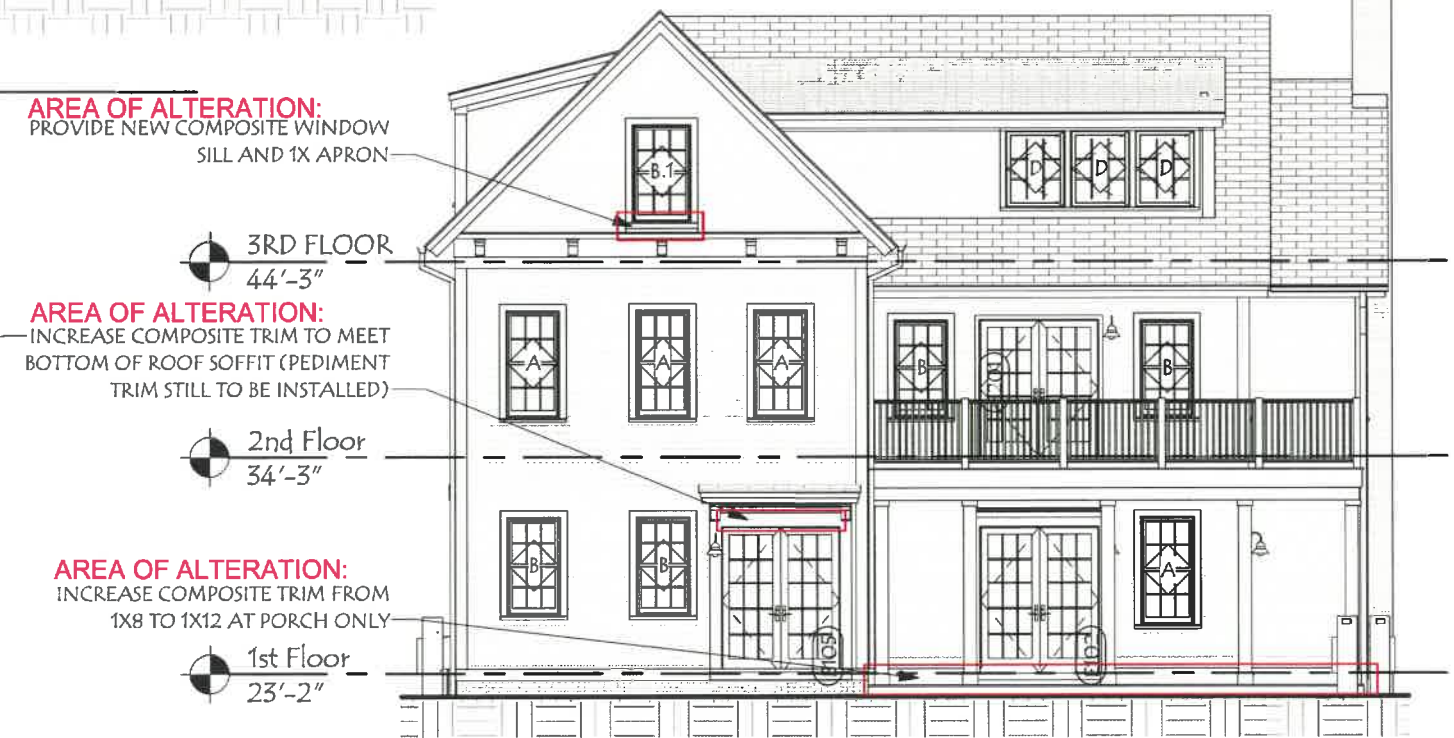 AREA OF ALTERATION:
PROVIDE NEW COMPOSITE WINDOW
SILL AND 1X APRON
B.1
D D D
3RD FLOOR
44'-3"
AREA OF ALTERATION:
INCREASE COMPOSITE TRIM TO MEET
BOTTOM OF ROOF SOFFIT (PEDIMENT
TRIM STILL TO BE INSTALLED)
A A A B B
2nd Floor
34'-3"
B B A
AREA OF ALTERATION:
INCREASE COMPOSITE TRIM FROM
1X8 TO 1X12 AT PORCH ONLY
1st Floor
23'-2"